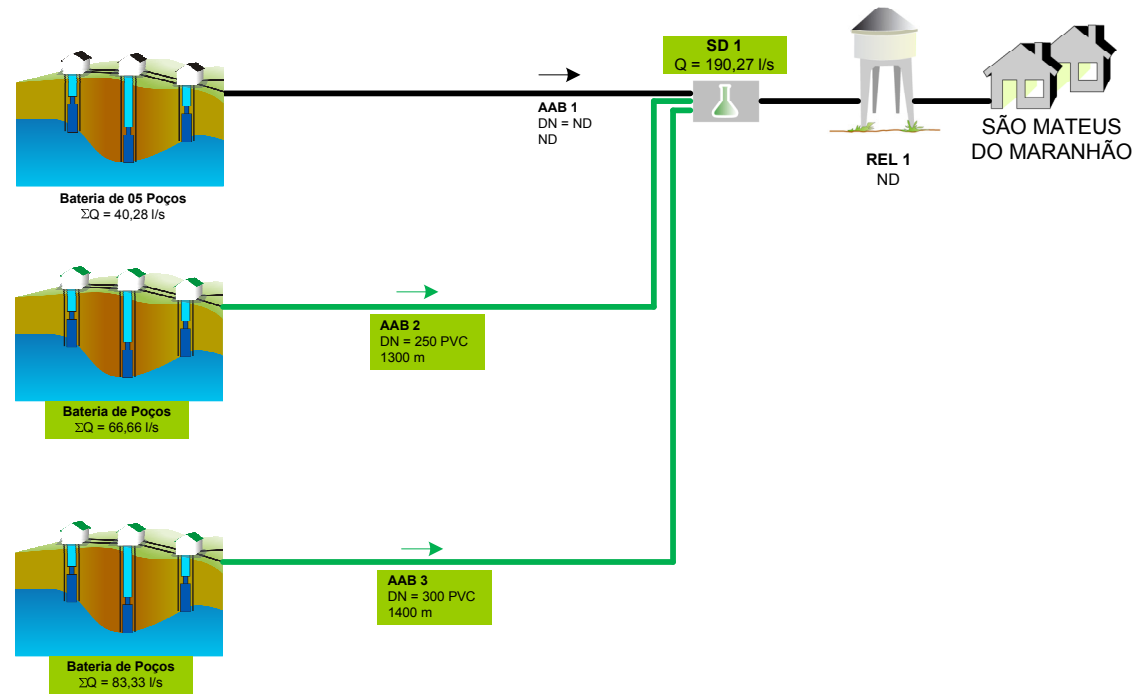 SD 1
Q = 190,27 l/s
AAB 1
DN = ND
ND
REL 1
ND
SÃO MATEUS
DO MARANHÃO
Bateria de 05 Poços
ΣQ = 40,28 l/s
AAB 2
DN = 250 PVC
1300 m
Bateria de Poços
ΣQ = 66,66 l/s
AAB 3
DN = 300 PVC
1400 m
Bateria de Poços
ΣQ = 83,33 l/s